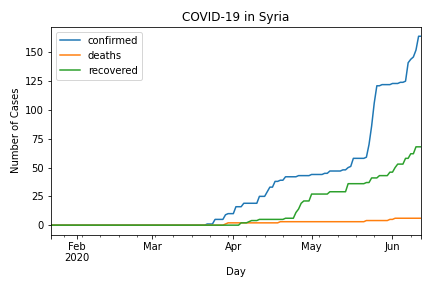 COVID-19 in Syria
confirmed
deaths
recovered
150
125
100
75
50
25
0
Number of Cases
Feb
2020
Mar
Apr
May
Jun
Day